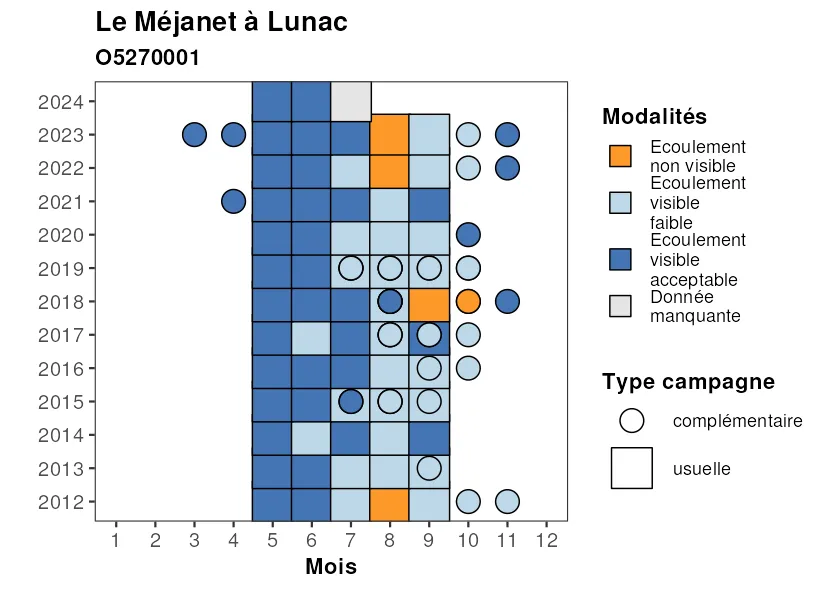 Le Méjanet à Lunac
O5270001
2024
2023
2022
2021
2020
2019
2018
2017
2016
2015
2014
2013
2012
1 2 3 4 5 6 7 8 9 10 11 12
Mois
Modalités
Ecoulement
non visible
Ecoulement
visible
faible
Ecoulement
visible
acceptable
Donnée
manquante
Type campagne
complémentaire
usuelle